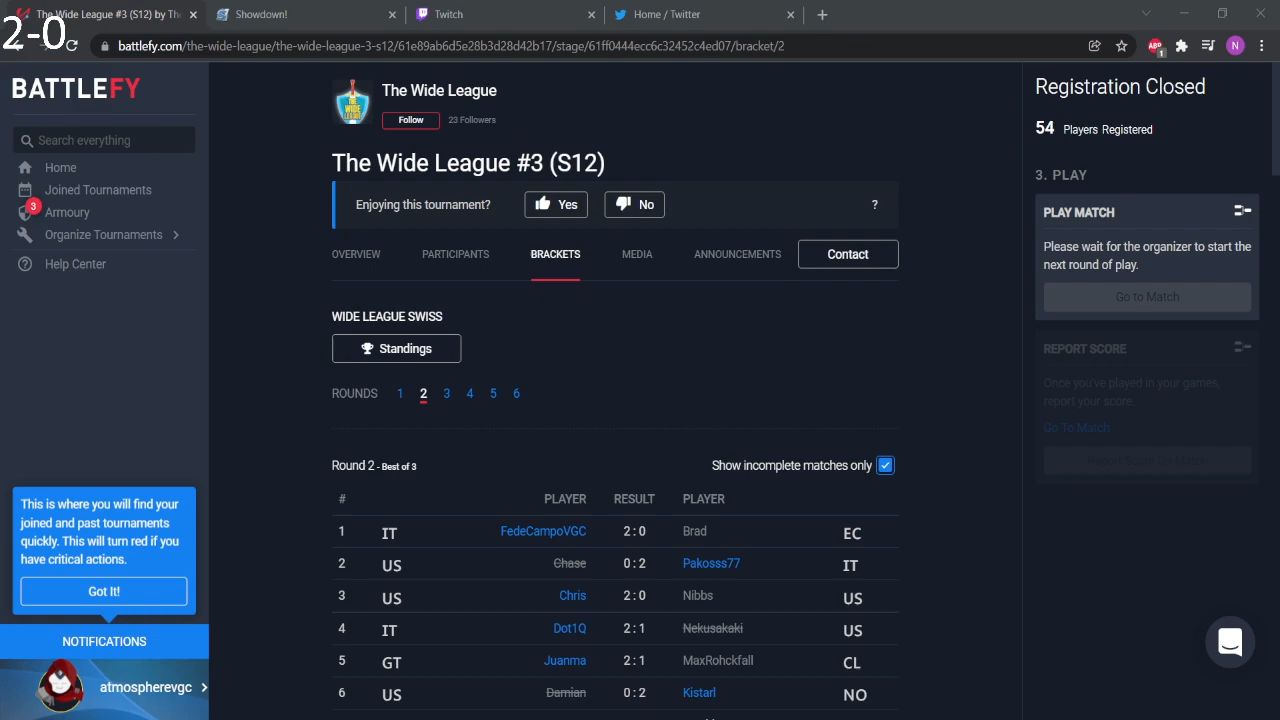 The Wide League #3 (S12) by The
Showdown!
Twitch
Home / Twitter
2-0
battlefy.com/the-wide-league/the-wide-league-3-s12/61e89ab6d5e28b3d28d42b17/stage/61ff0444ecc6c32452c4ed07/bracket/2
ABP
1
N
BATTLEFY
Search everything
Home
Joined Tournaments
3
Armoury
Organize Tournaments
Help Center
This is where you will find your
joined and past tournaments
quickly. This will turn red if you
have critical actions.
Got It!
NOTIFICATIONS
atmospherevgc
THE WIDE LEAGUE
The Wide League
Follow 23 Followers
The Wide League #3 (S12)
Enjoying this tournament? Yes No ?
OVERVIEW PARTICIPANTS BRACKETS MEDIA ANNOUNCEMENTS Contact
WIDE LEAGUE SWISS
Standings
ROUNDS 1 2 3 4 5 6
Round 2 - Best of 3 Show incomplete matches only
# PLAYER RESULT PLAYER
1 IT FedeCampoVGC 2 : 0 Brad EC
2 US Chase 0 : 2 Pakosss77 IT
3 US Chris 2 : 0 Nibbs US
4 IT Dot1Q 2 : 1 Nekusakaki US
5 GT Juanma 2 : 1 MaxRohckfall CL
6 US Damian 0 : 2 Kistarl NO
Registration Closed
54 Players Registered
3. PLAY
PLAY MATCH
Please wait for the organizer to start the
next round of play.
Go to Match
REPORT SCORE
Once you've played in your games,
report your score.
Go To Match
Report Score On Match